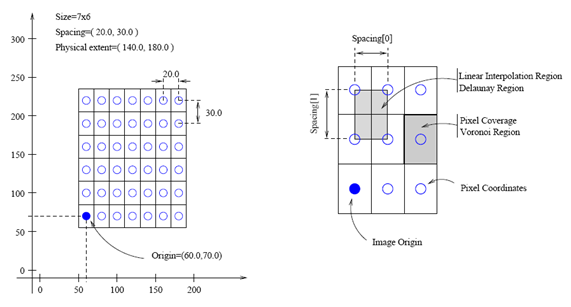 Size=7x6
Spacing=( 20.0, 30.0 )
Physical extent=( 140.0, 180.0 )
300
250
200
150
100
50
0
0
50
100
150
200
20.0
30.0
Origin=(60.0,70.0)
Spacing[0]
Spacing[1]
Linear Interpolation Region
Delaunay Region
Pixel Coverage
Voronoi Region
Pixel Coordinates
Image Origin